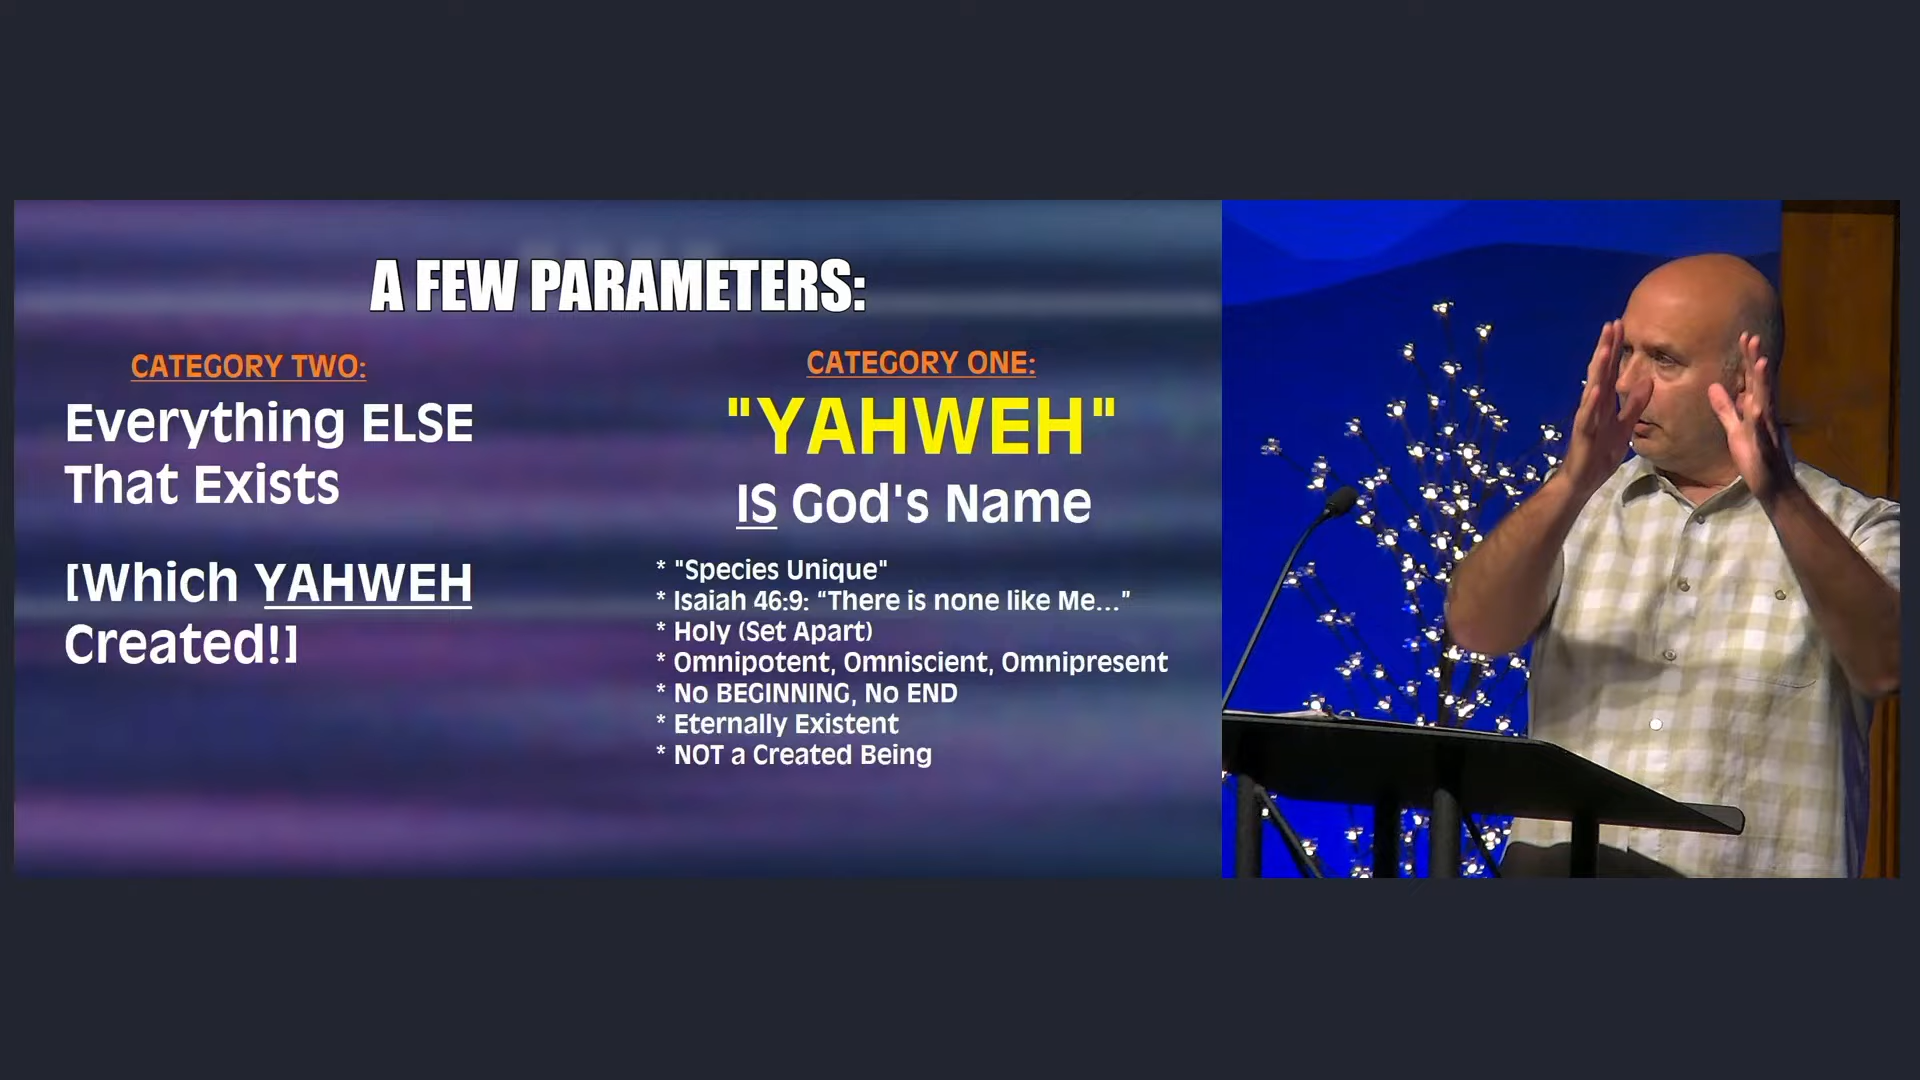 A FEW PARAMETERS:
CATEGORY TWO:
Everything ELSE
That Exists
[Which YAHWEH
Created!]
CATEGORY ONE:
"YAHWEH"
IS God's Name
* "Species Unique"
* Isaiah 46:9: “There is none like Me...”
* Holy (Set Apart)
* Omnipotent, Omniscient, Omnipresent
* No BEGINNING, No END
* Eternally Existent
* NOT a Created Being